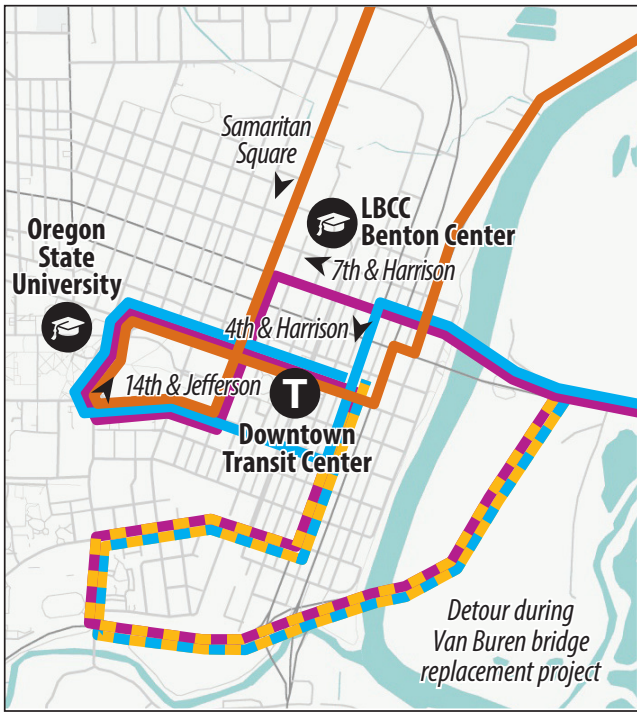 Samaritan
Square
LBCC
Benton Center
Oregon
State
University
7th & Harrison
4th & Harrison
14th & Jefferson
T
Downtown
Transit Center
Detour during
Van Buren bridge
replacement project